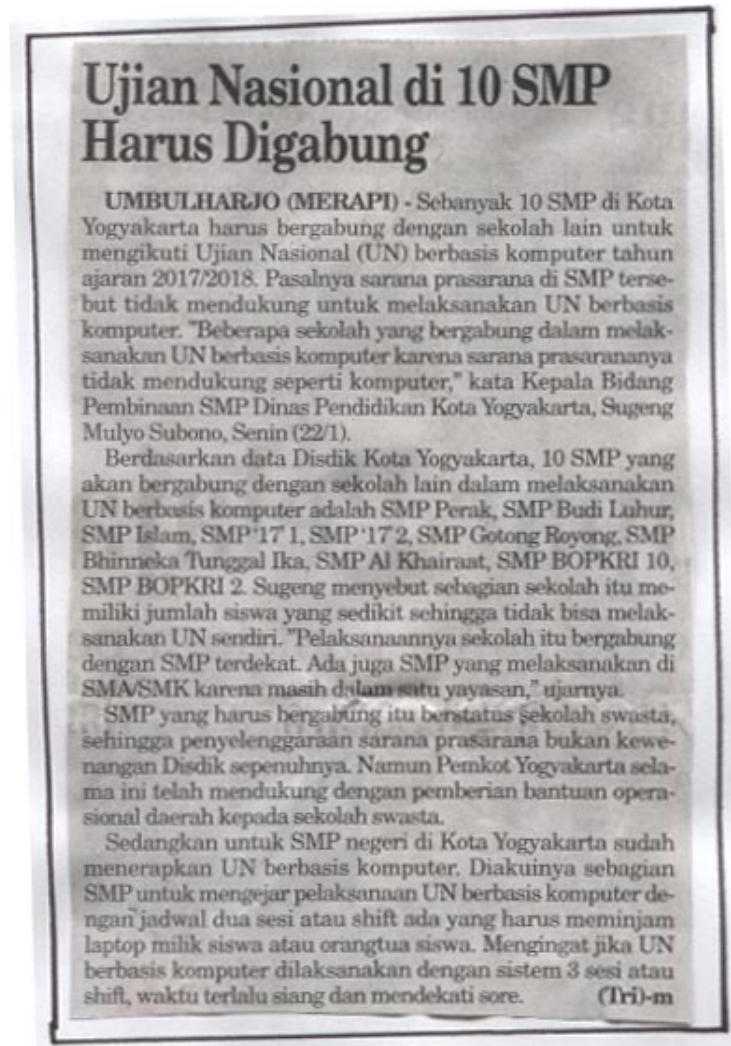 Ujian Nasional di 10 SMP
Harus Digabung
UMBULHARJO (MERAPI) - Sebanyak 10 SMP di Kota
Yogyakarta harus bergabung dengan sekolah lain untuk
mengikuti Ujian Nasional (UN) berbasis komputer tahun
ajaran 2017/2018. Pasalnya sarana prasarana di SMP terse-
but tidak mendukung untuk melaksanakan UN berbasis
komputer. "Beberapa sekolah yang bergabung dalam melak-
sanakan UN berbasis komputer karena sarana prasarananya
tidak mendukung seperti komputer," kata Kepala Bidang
Pembinaan SMP Dinas Pendidikan Kota Yogyakarta, Sugeng
Mulyo Subono, Senin (22/1).
Berdasarkan data Disdik Kota Yogyakarta, 10 SMP yang
akan bergabung dengan sekolah lain dalam melaksanakan
UN berbasis komputer adalah SMP Perak, SMP Budi Luhur,
SMP Islam, SMP '17 1, SMP '17 2, SMP Gotong Royong, SMP
Bhinneka Tunggal Ika, SMP Al Khairaat, SMP BOPKRI 10,
SMP BOPKRI 2. Sugeng menyebut sebagian sekolah itu me-
miliki jumlah siswa yang sedikit sehingga tidak bisa melak-
sanakan UN sendiri. "Pelaksanaannya sekolah itu bergabung
dengan SMP terdekat. Ada juga SMP yang melaksanakan di
SMA/SMK karena masih dalam satu yayasan," ujarnya.
SMP yang harus bergabung itu berstatus sekolah swasta,
sehingga penyelenggaraan sarana prasarana bukan kewe-
nangan Disdik sepenuhnya. Namun Pemkot Yogyakarta sela-
ma ini telah mendukung dengan pemberian bantuan opera-
sional daerah kepada sekolah swasta.
Sedangkan untuk SMP negeri di Kota Yogyakarta sudah
menerapkan UN berbasis komputer. Diakuinya sebagian
SMP untuk mengejar pelaksanaan UN berbasis komputer de-
ngan jadwal dua sesi atau shift ada yang harus meminjam
laptop milik siswa atau orangtua siswa. Mengingat jika UN
berbasis komputer dilaksanakan dengan sistem 3 sesi atau
shift, waktu terlalu siang dan mendekati sore. (Tri)-m